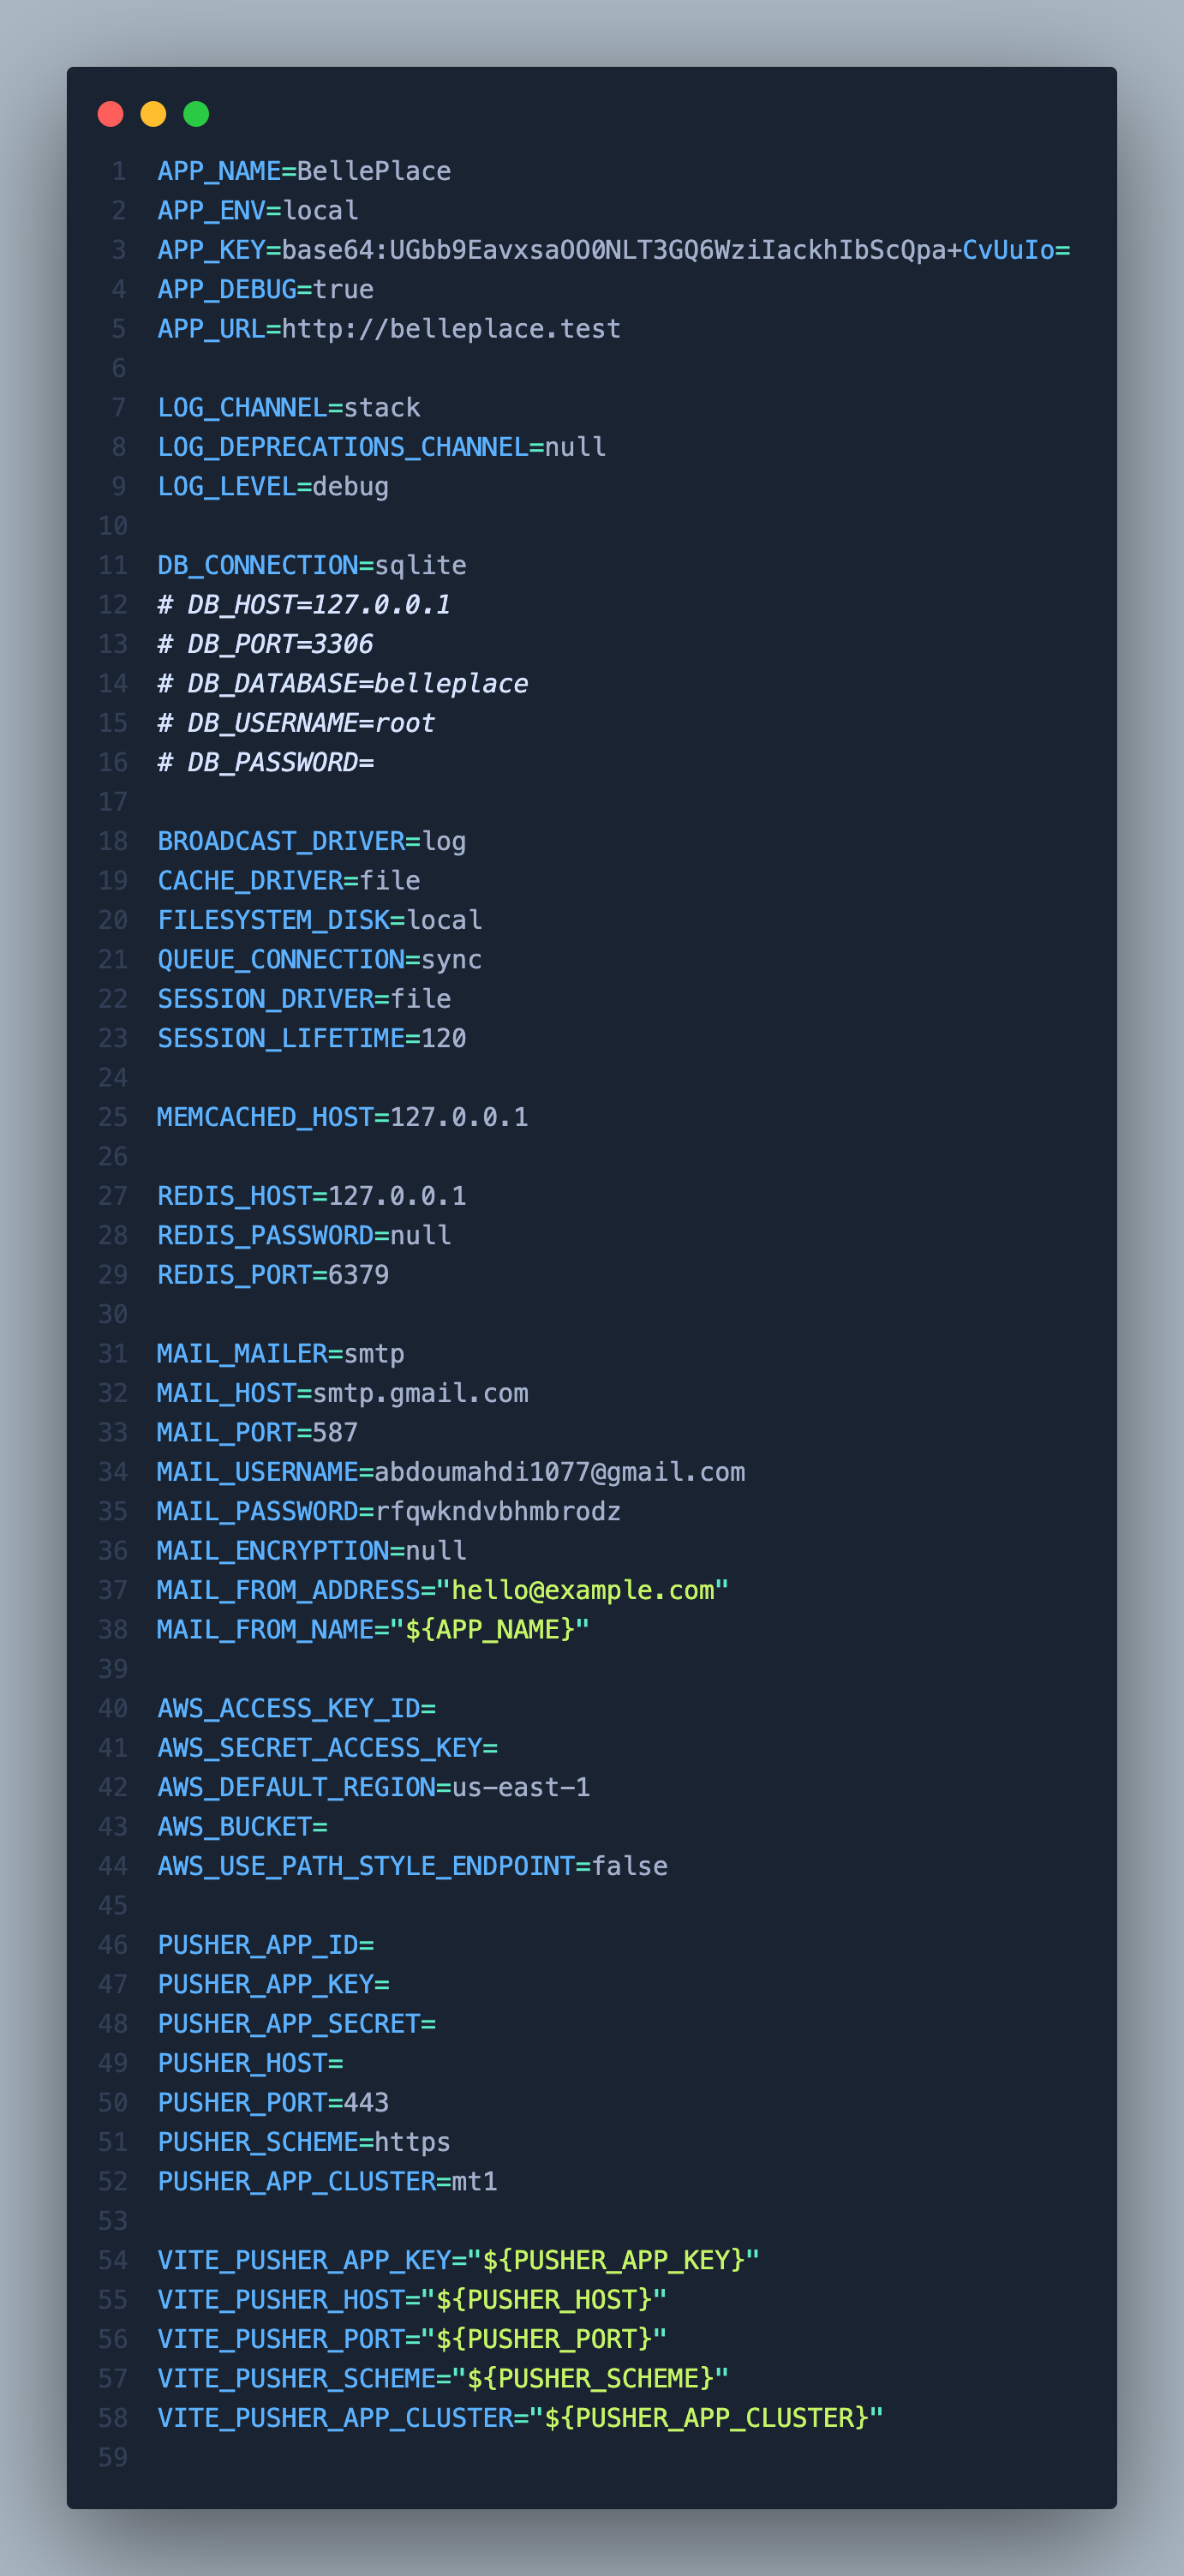 1 APP_NAME=BellePlace
2 APP_ENV=local
3 APP_KEY=base64:UGbb9EavxsaOO0NLT3GQ6WziIackhIbScQpa+CvUuIo=
4 APP_DEBUG=true
5 APP_URL=http://belleplace.test
6
7 LOG_CHANNEL=stack
8 LOG_DEPRECATIONS_CHANNEL=null
9 LOG_LEVEL=debug
10
11 DB_CONNECTION=sqlite
12 # DB_HOST=127.0.0.1
13 # DB_PORT=3306
14 # DB_DATABASE=belleplace
15 # DB_USERNAME=root
16 # DB_PASSWORD=
17
18 BROADCAST_DRIVER=log
19 CACHE_DRIVER=file
20 FILESYSTEM_DISK=local
21 QUEUE_CONNECTION=sync
22 SESSION_DRIVER=file
23 SESSION_LIFETIME=120
24
25 MEMCACHED_HOST=127.0.0.1
26
27 REDIS_HOST=127.0.0.1
28 REDIS_PASSWORD=null
29 REDIS_PORT=6379
30
31 MAIL_MAILER=smtp
32 MAIL_HOST=smtp.gmail.com
33 MAIL_PORT=587
34 MAIL_USERNAME=abdoumahdi1077@gmail.com
35 MAIL_PASSWORD=rfqwkndvbhmbrodz
36 MAIL_ENCRYPTION=null
37 MAIL_FROM_ADDRESS="hello@example.com"
38 MAIL_FROM_NAME="${APP_NAME}"
39
40 AWS_ACCESS_KEY_ID=
41 AWS_SECRET_ACCESS_KEY=
42 AWS_DEFAULT_REGION=us-east-1
43 AWS_BUCKET=
44 AWS_USE_PATH_STYLE_ENDPOINT=false
45
46 PUSHER_APP_ID=
47 PUSHER_APP_KEY=
48 PUSHER_APP_SECRET=
49 PUSHER_HOST=
50 PUSHER_PORT=443
51 PUSHER_SCHEME=https
52 PUSHER_APP_CLUSTER=mt1
53
54 VITE_PUSHER_APP_KEY="${PUSHER_APP_KEY}"
55 VITE_PUSHER_HOST="${PUSHER_HOST}"
56 VITE_PUSHER_PORT="${PUSHER_PORT}"
57 VITE_PUSHER_SCHEME="${PUSHER_SCHEME}"
58 VITE_PUSHER_APP_CLUSTER="${PUSHER_APP_CLUSTER}"
59